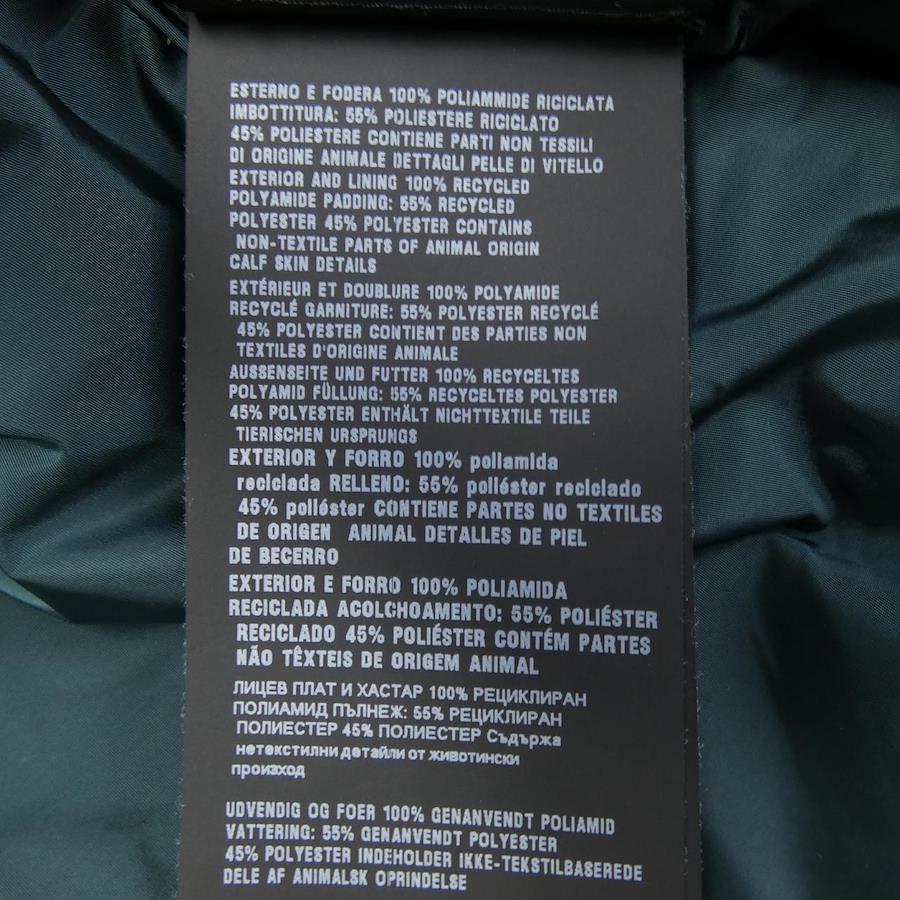 ESTERNO E FODERA 100% POLIAMMIDE RICICLATA
IMBOTTITURA: 55% POLIESTERE RICICLATO
45% POLIESTERE CONTIENE PARTI NON TESSILI
DI ORIGINE ANIMALE DETTAGLI PELLE DI VITELLO
EXTERIOR AND LINING 100% RECYCLED
POLYAMIDE PADDING: 55% RECYCLED
POLYESTER 45% POLYESTER CONTAINS
NON-TEXTILE PARTS OF ANIMAL ORIGIN
CALF SKIN DETAILS
EXTÉRIEUR ET DOUBLURE 100% POLYAMIDE
RECYCLÉ GARNITURE: 55% POLYESTER RECYCLÉ
45% POLYESTER CONTIENT DES PARTIES NON
TEXTILES D'ORIGINE ANIMALE
AUSSENSEITE UND FUTTER 100% RECYCELTES
POLYAMID FÜLLUNG: 55% RECYCELTES POLYESTER
45% POLYESTER ENTHÄLT NICHTTEXTILE TEILE
TIERISCHEN URSPRUNGS
EXTERIOR Y FORRO 100% poliamida
reciclada RELLENO: 55% poliéster reciclado
45% poliéster CONTIENE PARTES NO TEXTILES
DE ORIGEN ANIMAL DETALLES DE PIEL
DE BECERRO
EXTERIOR E FORRO 100% POLIAMIDA
RECICLADA ACOLCHOAMENTO: 55% POLIÉSTER
RECICLADO 45% POLIÉSTER CONTÉM PARTES
NÃO TÊXTEIS DE ORIGEM ANIMAL
ЛИЦЕВ ПЛАТ И ХАСТАР 100% РЕЦИКЛИРАН
ПОЛИАМИД ПЪЛНЕЖ: 55% РЕЦИКЛИРАН
ПОЛИЕСТЕР 45% ПОЛИЕСТЕР Съдържа
нетекстилни детайли от животински
произход
UDVENDIG OG FOER 100% GENANVENDT POLIAMID
VATTERING: 55% GENANVENDT POLYESTER
45% POLYESTER INDEHOLDER IKKE-TEKSTILBASEREDE
DELE AF ANIMALSK OPRINDELSE